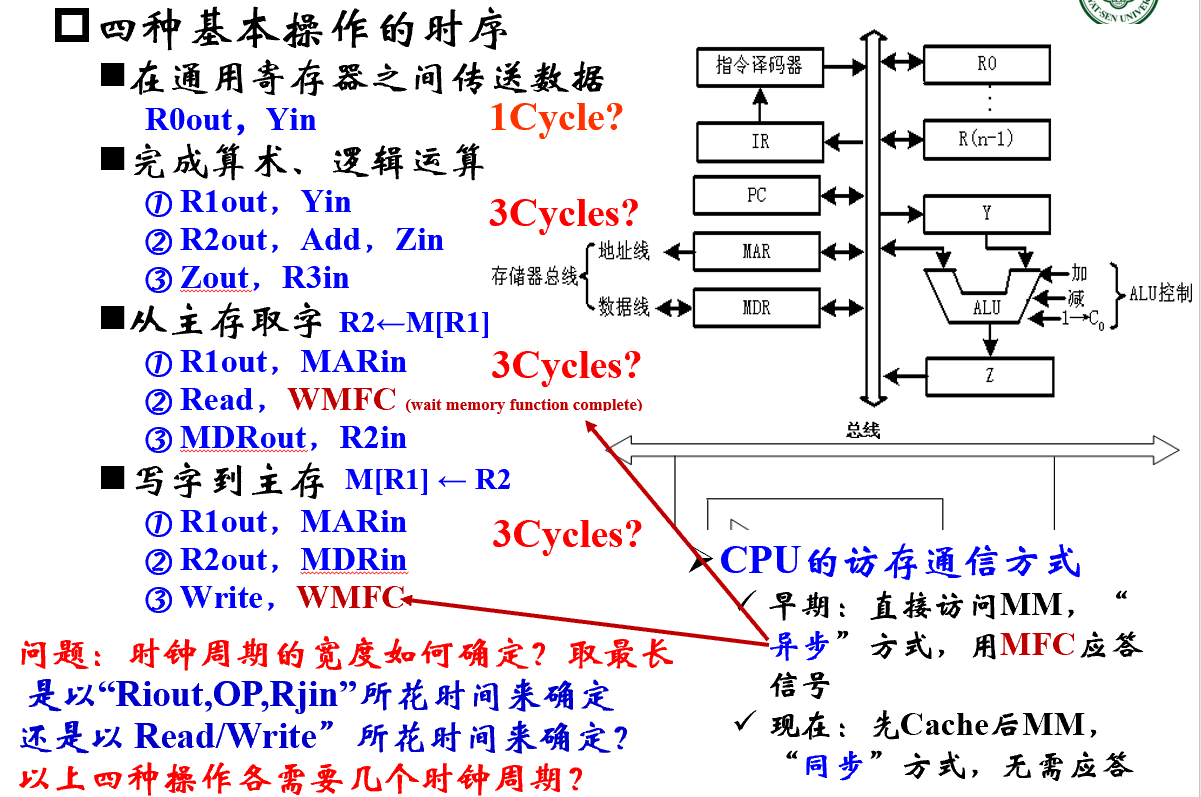 四种基本操作的时序
在通用寄存器之间传送数据
R0out，Yin
1Cycle?
完成算术、逻辑运算
① R1out，Yin
② R2out，Add，Zin
③ Zout，R3in
3Cycles?
从主存取字 R2←M[R1]
① R1out，MARin
② Read，WMFC (wait memory function complete)
③ MDRout，R2in
3Cycles?
写字到主存 M[R1] ← R2
① R1out，MARin
② R2out，MDRin
③ Write，WMFC
3Cycles?
问题：时钟周期的宽度如何确定？取最长
是以“Riout,OP,Rjin”所花时间来确定
还是以 Read/Write”所花时间来确定？
以上四种操作各需要几个时钟周期？
指令译码器
IR
PC
存储器总线
地址线
MAR
数据线
MDR
R0
⋮
R(n-1)
Y
ALU
加
减
1→C₀
ALU控制
Z
总线
CPU的访存通信方式
早期：直接访问MM，“
异步”方式，用MFC应答
信号
现在：先Cache后MM，
“同步”方式，无需应答